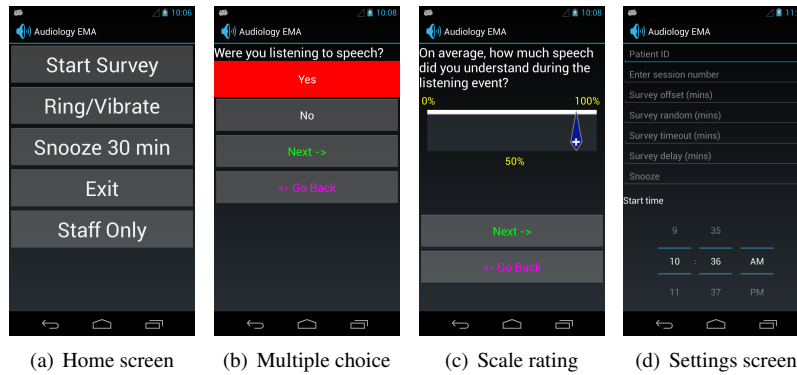 10:06
Audiology EMA
Start Survey
Ring/Vibrate
Snooze 30 min
Exit
Staff Only
(a) Home screen
10:08
Audiology EMA
Were you listening to speech?
Yes
No
Next ->
<- Go Back
(b) Multiple choice
10:08
Audiology EMA
On average, how much speech
did you understand during the
listening event?
0% 100%
50%
Next ->
<- Go Back
(c) Scale rating
11:
Audiology EMA
Patient ID
Enter session number
Survey offset (mins)
Survey random (mins)
Survey timeout (mins)
Survey delay (mins)
Snooze
Start time
9 35
10 : 36 AM
11 37 PM
(d) Settings screen